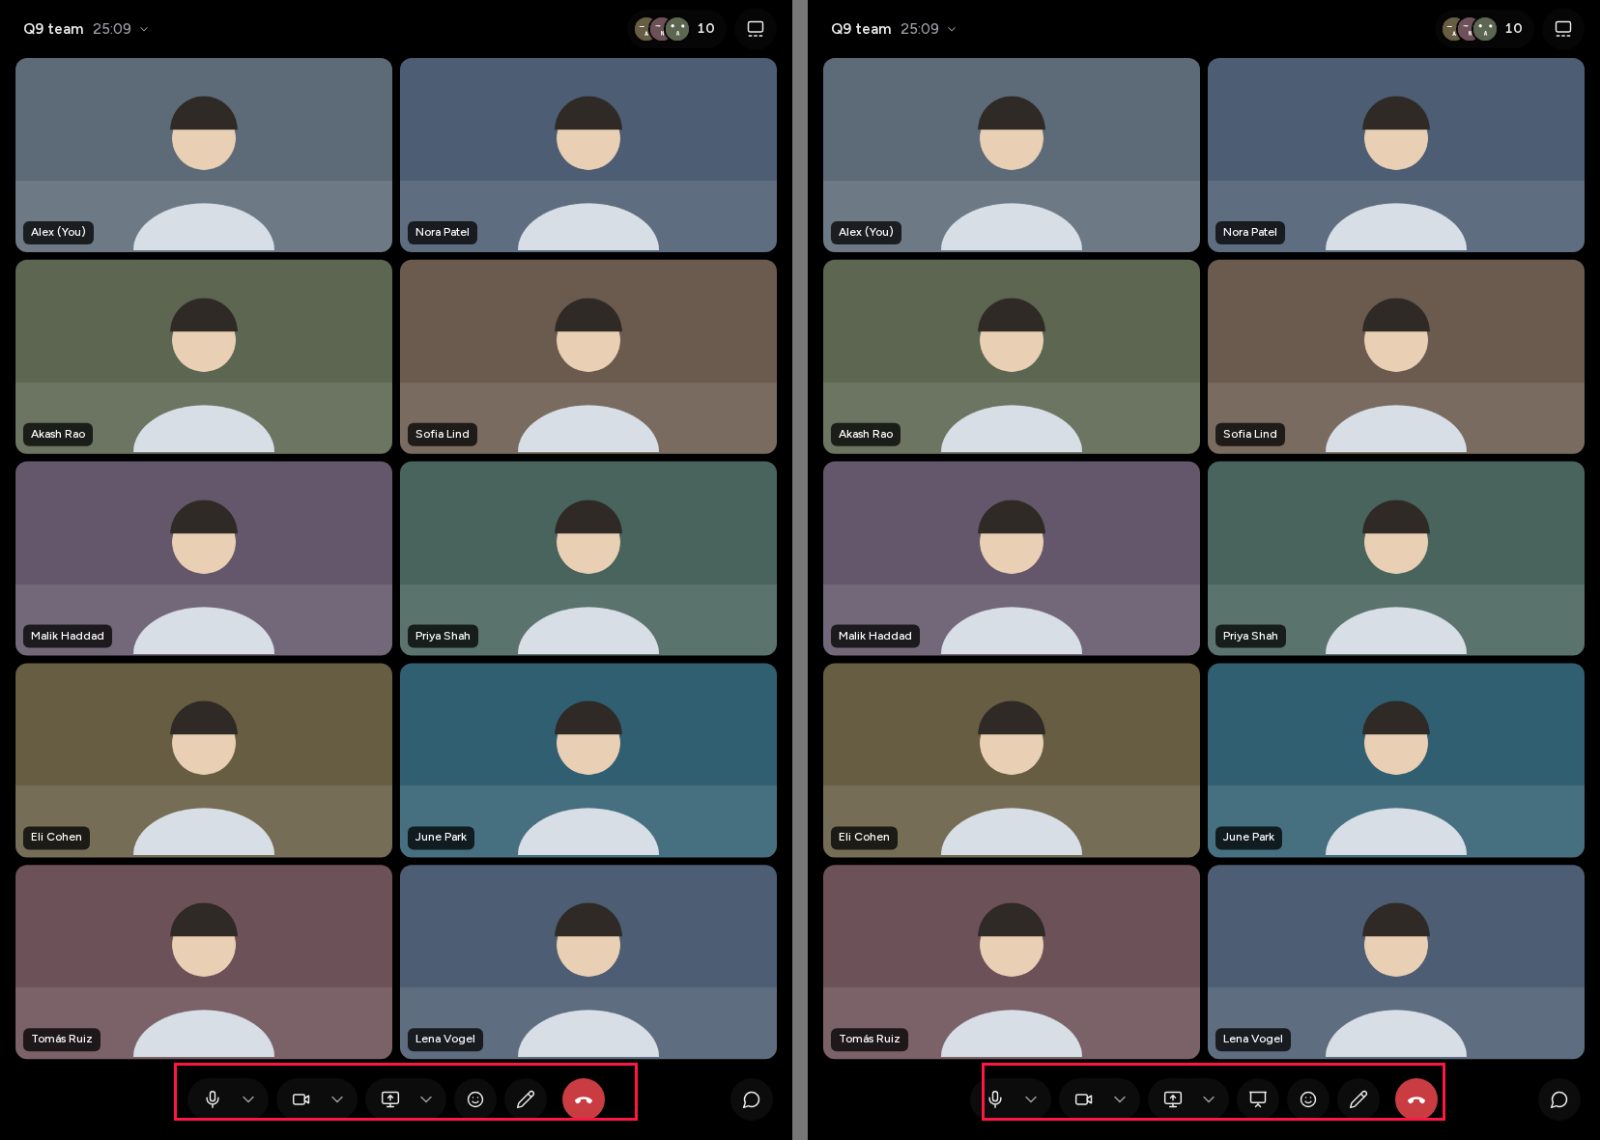 Q9 team 25:09
10
Alex (You)
Nora Patel
Akash Rao
Sofia Lind
Malik Haddad
Priya Shah
Eli Cohen
June Park
Tomás Ruiz
Lena Vogel
Q9 team 25:09
10
Alex (You)
Nora Patel
Akash Rao
Sofia Lind
Malik Haddad
Priya Shah
Eli Cohen
June Park
Tomás Ruiz
Lena Vogel